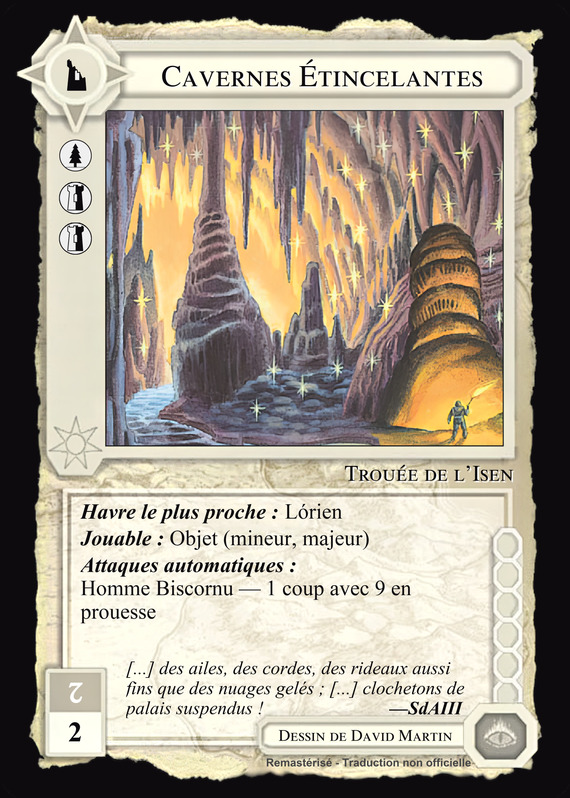 Cavernes Étincelantes
Trouée de l'Isen
Havre le plus proche : Lórien
Jouable : Objet (mineur, majeur)
Attaques automatiques :
Homme Biscornu — 1 coup avec 9 en
prouesse
[...] des ailes, des cordes, des rideaux aussi
fins que des nuages gelés ; [...] clochetons de
palais suspendus ! —SdAIII
2
2
Dessin de David Martin
Remastérisé - Traduction non officielle